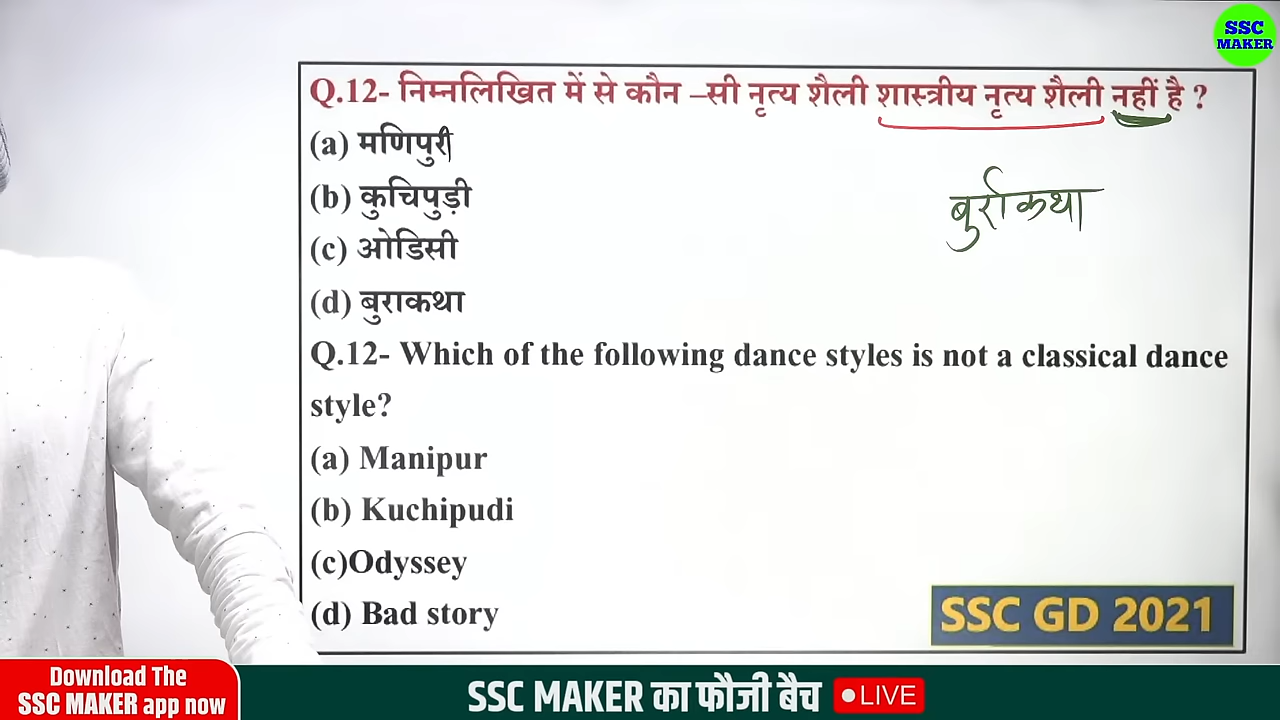 SSC
MAKER
Q.12- निम्नलिखित में से कौन –सी नृत्य शैली शास्त्रीय नृत्य शैली नहीं है ?
(a) मणिपुरी
(b) कुचिपुड़ी
(c) ओडिसी
(d) बुराकथा
बुर्राकथा
Q.12- Which of the following dance styles is not a classical dance
style?
(a) Manipur
(b) Kuchipudi
(c)Odyssey
(d) Bad story
SSC GD 2021
Download The
SSC MAKER app now
SSC MAKER का फौजी बैच
LIVE